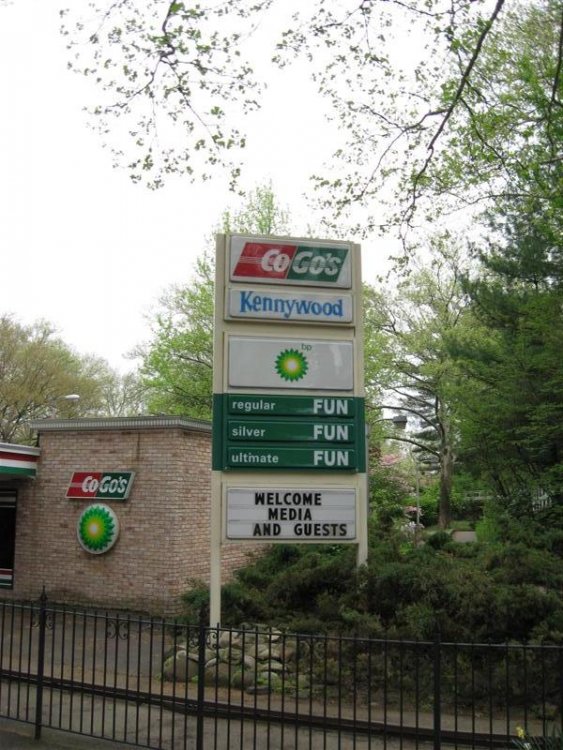 CoGo's
Kennywood
bp
regular FUN
silver FUN
ultimate FUN
WELCOME
MEDIA
AND GUESTS
CoGo's